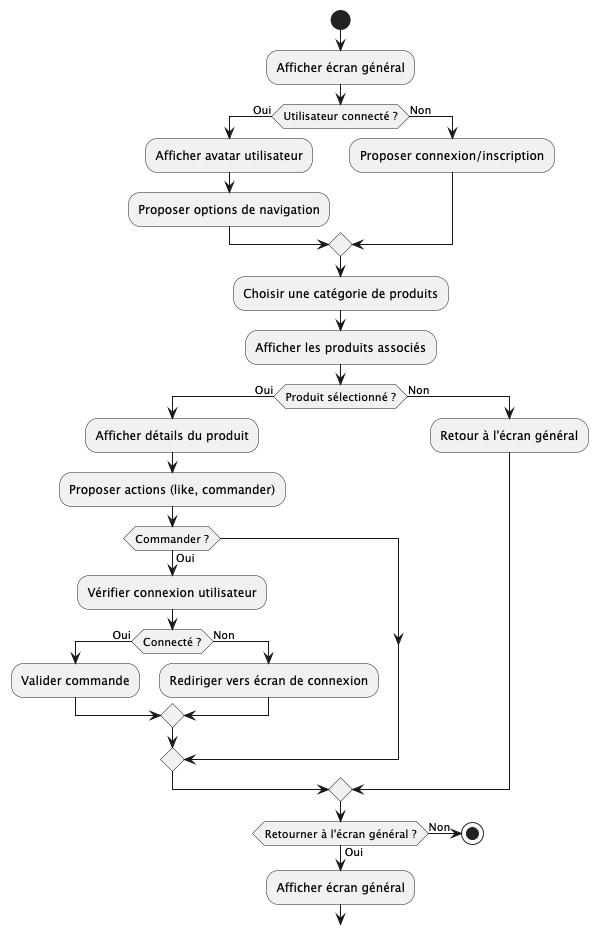 Afficher écran général
Oui
Utilisateur connecté ?
Non
Afficher avatar utilisateur
Proposer connexion/inscription
Proposer options de navigation
Choisir une catégorie de produits
Afficher les produits associés
Oui
Produit sélectionné ?
Non
Afficher détails du produit
Retour à l'écran général
Proposer actions (like, commander)
Commander ?
Oui
Vérifier connexion utilisateur
Oui
Connecté ?
Non
Valider commande
Rediriger vers écran de connexion
Retourner à l'écran général ?
Non
Oui
Afficher écran général